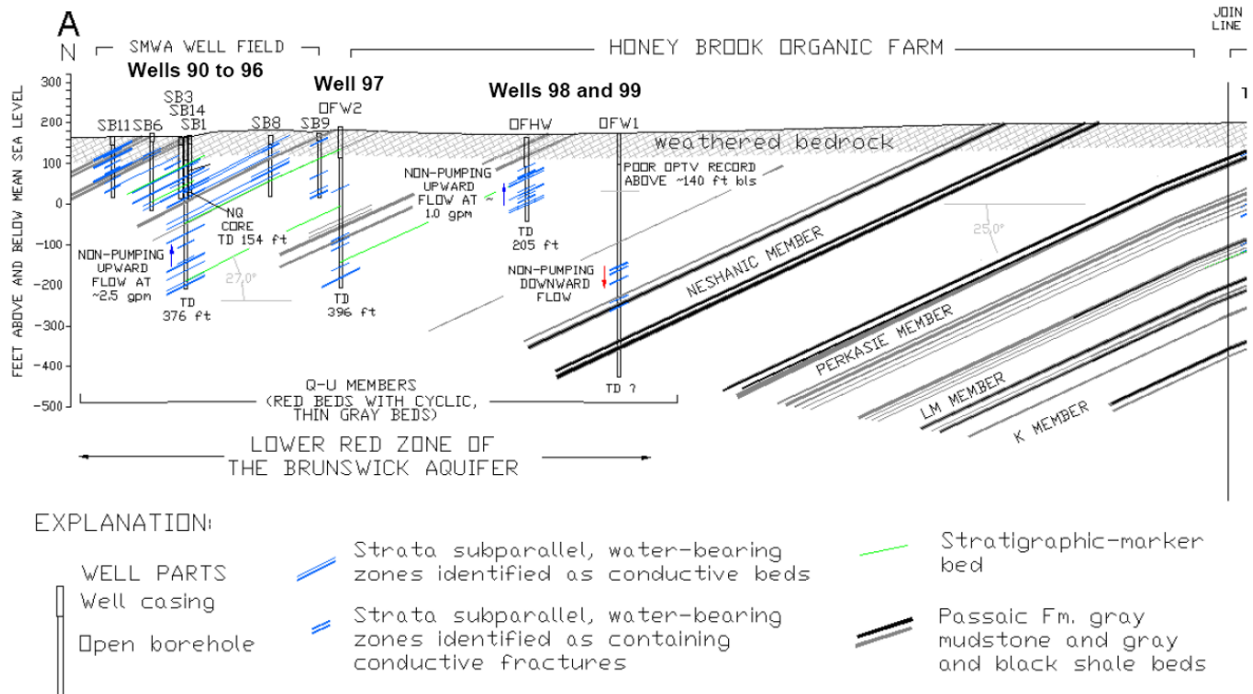 A
N
SMWA WELL FIELD
HONEY BROOK ORGANIC FARM
JOIN
LINE
Wells 90 to 96
Well 97
Wells 98 and 99
SB3
SB14
SB11 SB6 SB1
SB8
SB9
OFW2
OFHW
OFW1
FEET ABOVE AND BELOW MEAN SEA LEVEL
300
200
100
0
-100
-200
-300
-400
-500
weathered bedrock
NON-PUMPING
UPWARD
FLOW AT ~
1.0 gpm
POOR OPTV RECORD
ABOVE ~140 ft bls
NQ
CORE
TD 154 ft
NON-PUMPING
UPWARD
FLOW AT
~2.5 gpm
27.0°
TD
376 ft
TD
396 ft
TD
205 ft
NON-PUMPING
DOWNWARD
FLOW
25.0°
NESHANIC MEMBER
PERKASIE MEMBER
LM MEMBER
K MEMBER
TD ?
Q-U MEMBERS
(RED BEDS WITH CYCLIC,
THIN GRAY BEDS)
LOWER RED ZONE OF
THE BRUNSWICK AQUIFER
EXPLANATION:
WELL PARTS
Well casing
Open borehole
Strata subparallel, water-bearing
zones identified as conductive beds
Strata subparallel, water-bearing
zones identified as containing
conductive fractures
Stratigraphic-marker
bed
Passaic Fm. gray
mudstone and gray
and black shale beds